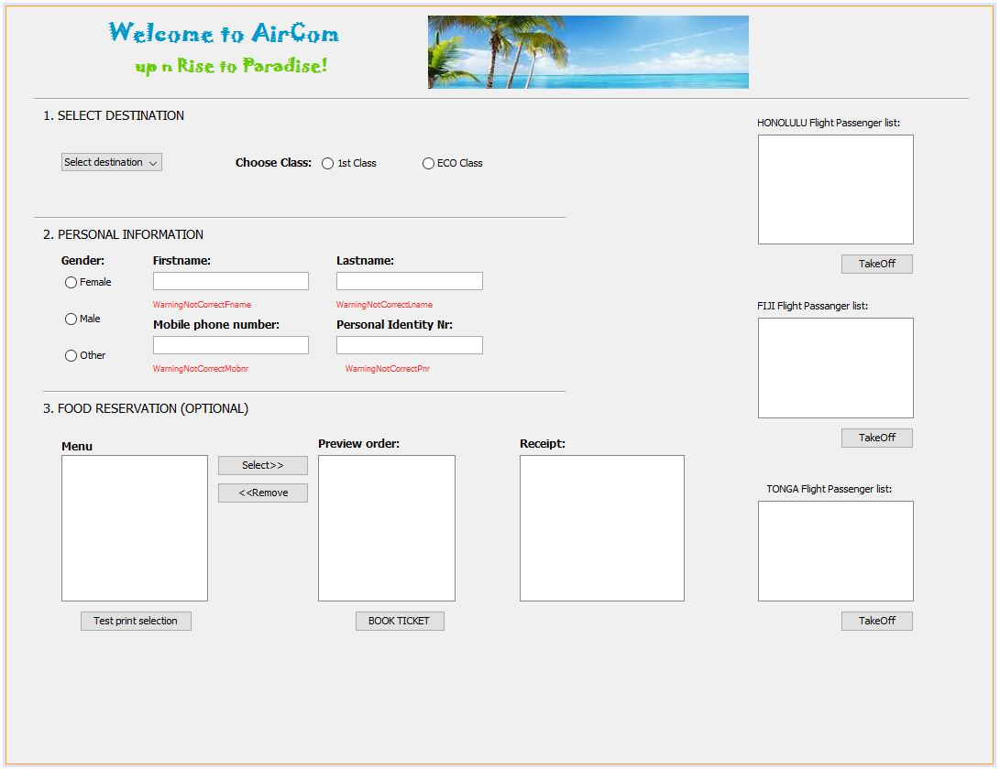 Welcome to AirCom
up n Rise to Paradise!
1. SELECT DESTINATION
Select destination
Choose Class:
1st Class
ECO Class
2. PERSONAL INFORMATION
Gender:
Female
Male
Other
Firstname:
WarningNotCorrectFname
Lastname:
WarningNotCorrectLname
Mobile phone number:
WarningNotCorrectMobnr
Personal Identity Nr:
WarningNotCorrectPnr
3. FOOD RESERVATION (OPTIONAL)
Menu
Select>>
<<Remove
Preview order:
Receipt:
Test print selection
BOOK TICKET
HONOLULU Flight Passenger list:
TakeOff
FIJI Flight Passanger list:
TakeOff
TONGA Flight Passenger list:
TakeOff